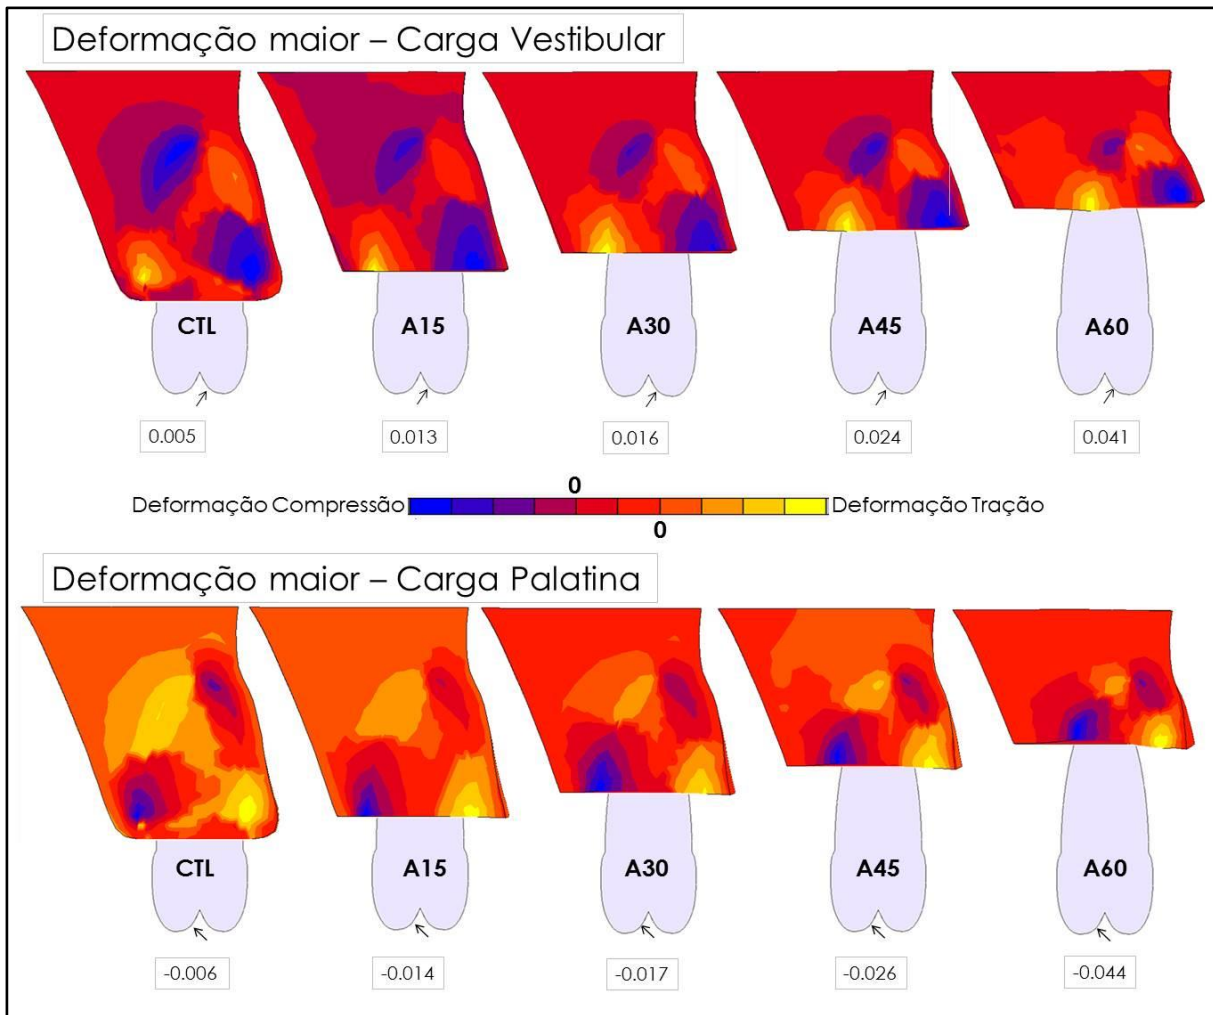 Deformação maior – Carga Vestibular
CTL A15 A30 A45 A60
0.005 0.013 0.016 0.024 0.041
0
Deformação Compressão Deformação Tração
0
Deformação maior – Carga Palatina
CTL A15 A30 A45 A60
-0.006 -0.014 -0.017 -0.026 -0.044